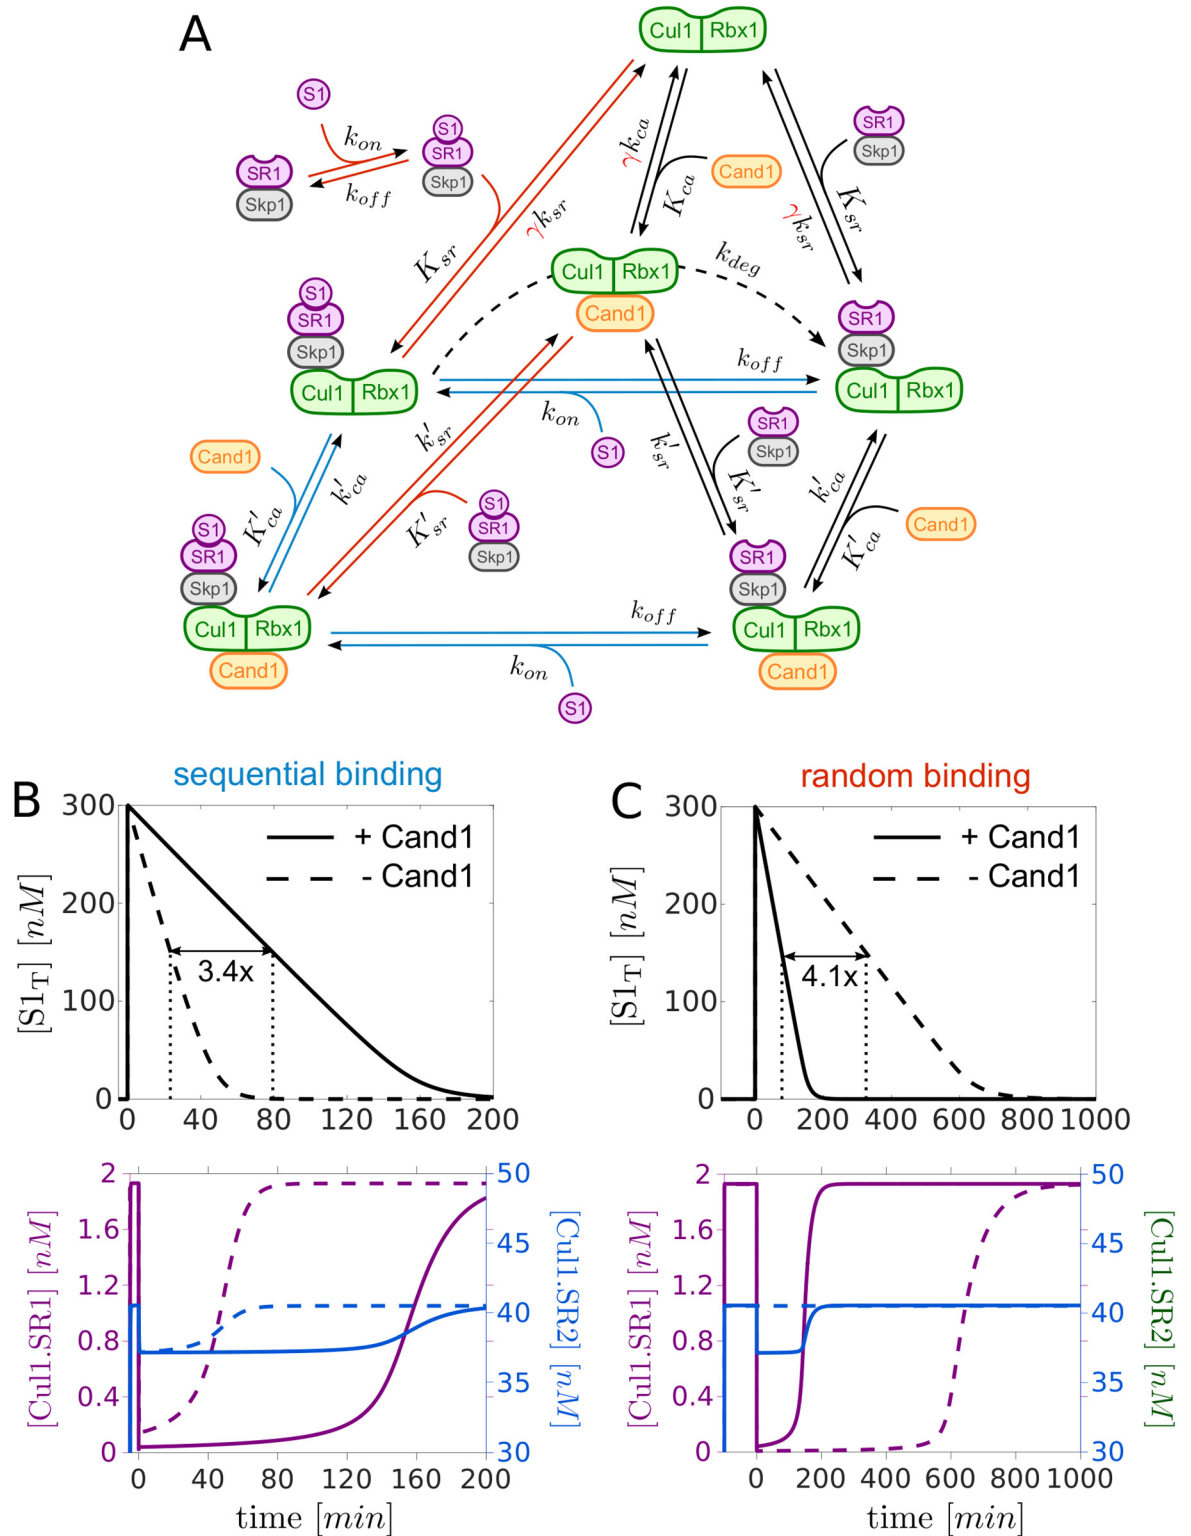 A
Cul1 Rbx1
S1
k_on
S1
SR1
Skp1
SR1
Skp1
k_off
γk_ca
K_ca
Cand1
SR1
Skp1
K_sr
γk_sr
K_sr
γk_sr
Cul1 Rbx1
Cand1
k_deg
S1
SR1
Skp1
Cul1 Rbx1
SR1
Skp1
Cul1 Rbx1
k_off
k_on
S1
Cand1
K'_ca
k'_ca
k'_sr
K'_sr
S1
SR1
Skp1
k'_sr
K'_sr
SR1
Skp1
k'_ca
K'_ca
Cand1
S1
SR1
Skp1
Cul1 Rbx1
Cand1
k_off
k_on
S1
SR1
Skp1
Cul1 Rbx1
Cand1
B
sequential binding
[S1_T] [nM]
300
200
100
0
+ Cand1
- Cand1
3.4x
0 40 80 120 160 200
[Cul1.SR1] [nM]
2
1.6
1.2
0.8
0.4
0
50
45
40
35
30
[Cul1.SR2] [nM]
0 40 80 120 160 200
time [min]
C
random binding
[S1_T] [nM]
300
200
100
0
+ Cand1
- Cand1
4.1x
0 200 400 600 800 1000
[Cul1.SR1] [nM]
2
1.6
1.2
0.8
0.4
0
50
45
40
35
30
[Cul1.SR2] [nM]
0 200 400 600 800 1000
time [min]